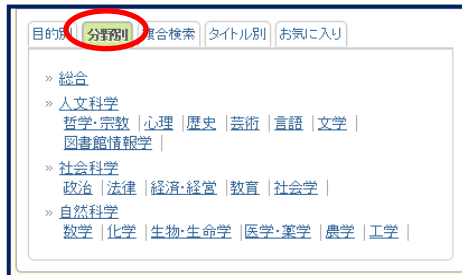 目的別 分野別 複合検索 タイトル別 お気に入り
» 総合
» 人文科学
哲学・宗教 | 心理 | 歴史 | 芸術 | 言語 | 文学 |
図書館情報学 |
» 社会科学
政治 | 法律 | 経済・経営 | 教育 | 社会学 |
» 自然科学
数学 | 化学 | 生物・生命学 | 医学・薬学 | 農学 | 工学 |